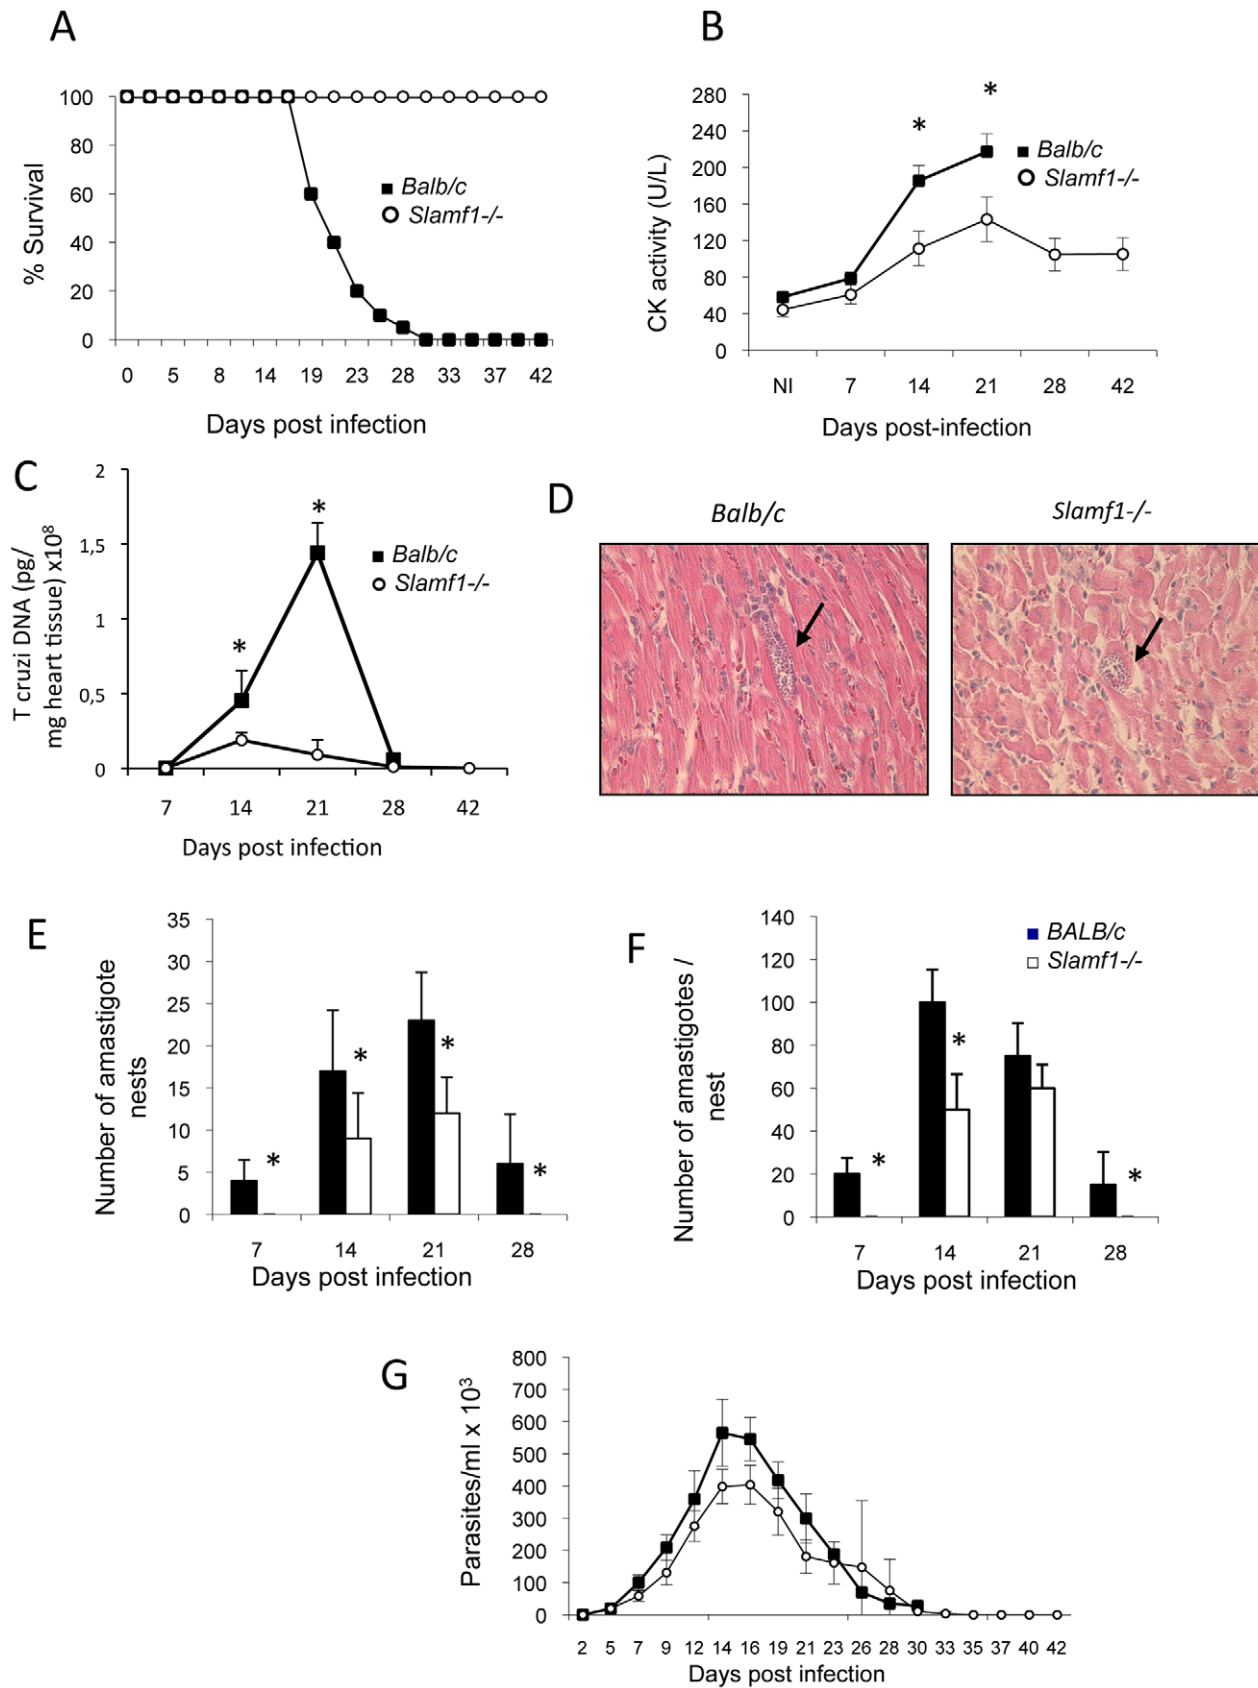 A
100
80
60
40
20
0
% Survival
Balb/c
Slamf1-/-
0 5 8 14 19 23 28 33 37 42
Days post infection
B
280
240
200
160
120
80
40
0
CK activity (U/L)
*
*
Balb/c
Slamf1-/-
NI 7 14 21 28 42
Days post-infection
C
2
1,5
1
0,5
0
T cruzi DNA (pg/
mg heart tissue) x10⁸
*
*
Balb/c
Slamf1-/-
7 14 21 28 42
Days post infection
D
Balb/c
Slamf1-/-
E
35
30
25
20
15
10
5
0
Number of amastigote
nests
*
*
*
*
7 14 21 28
Days post infection
F
140
120
100
80
60
40
20
0
Number of amastigotes /
nest
BALB/c
Slamf1-/-
*
*
*
7 14 21 28
Days post infection
G
800
700
600
500
400
300
200
100
0
Parasites/ml x 10³
2 5 7 9 12 14 16 19 21 23 26 28 30 33 35 37 40 42
Days post infection